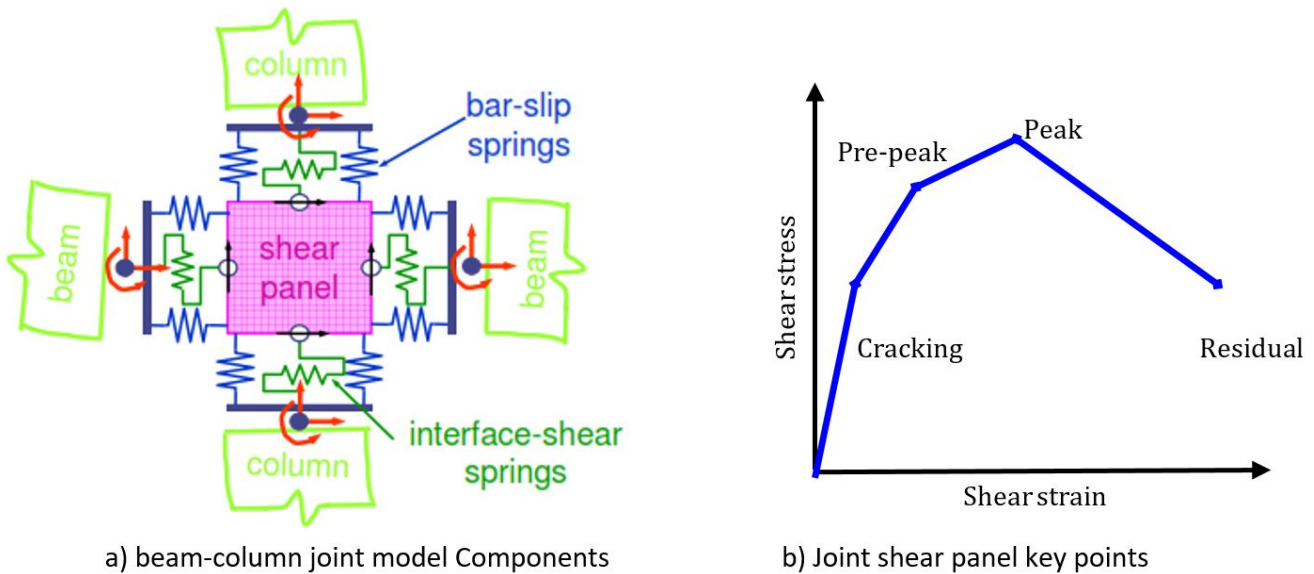 column
bar-slip
springs
beam
shear
panel
beam
interface-shear
springs
column
a) beam-column joint model Components
Shear stress
Pre-peak
Peak
Cracking
Residual
Shear strain
b) Joint shear panel key points